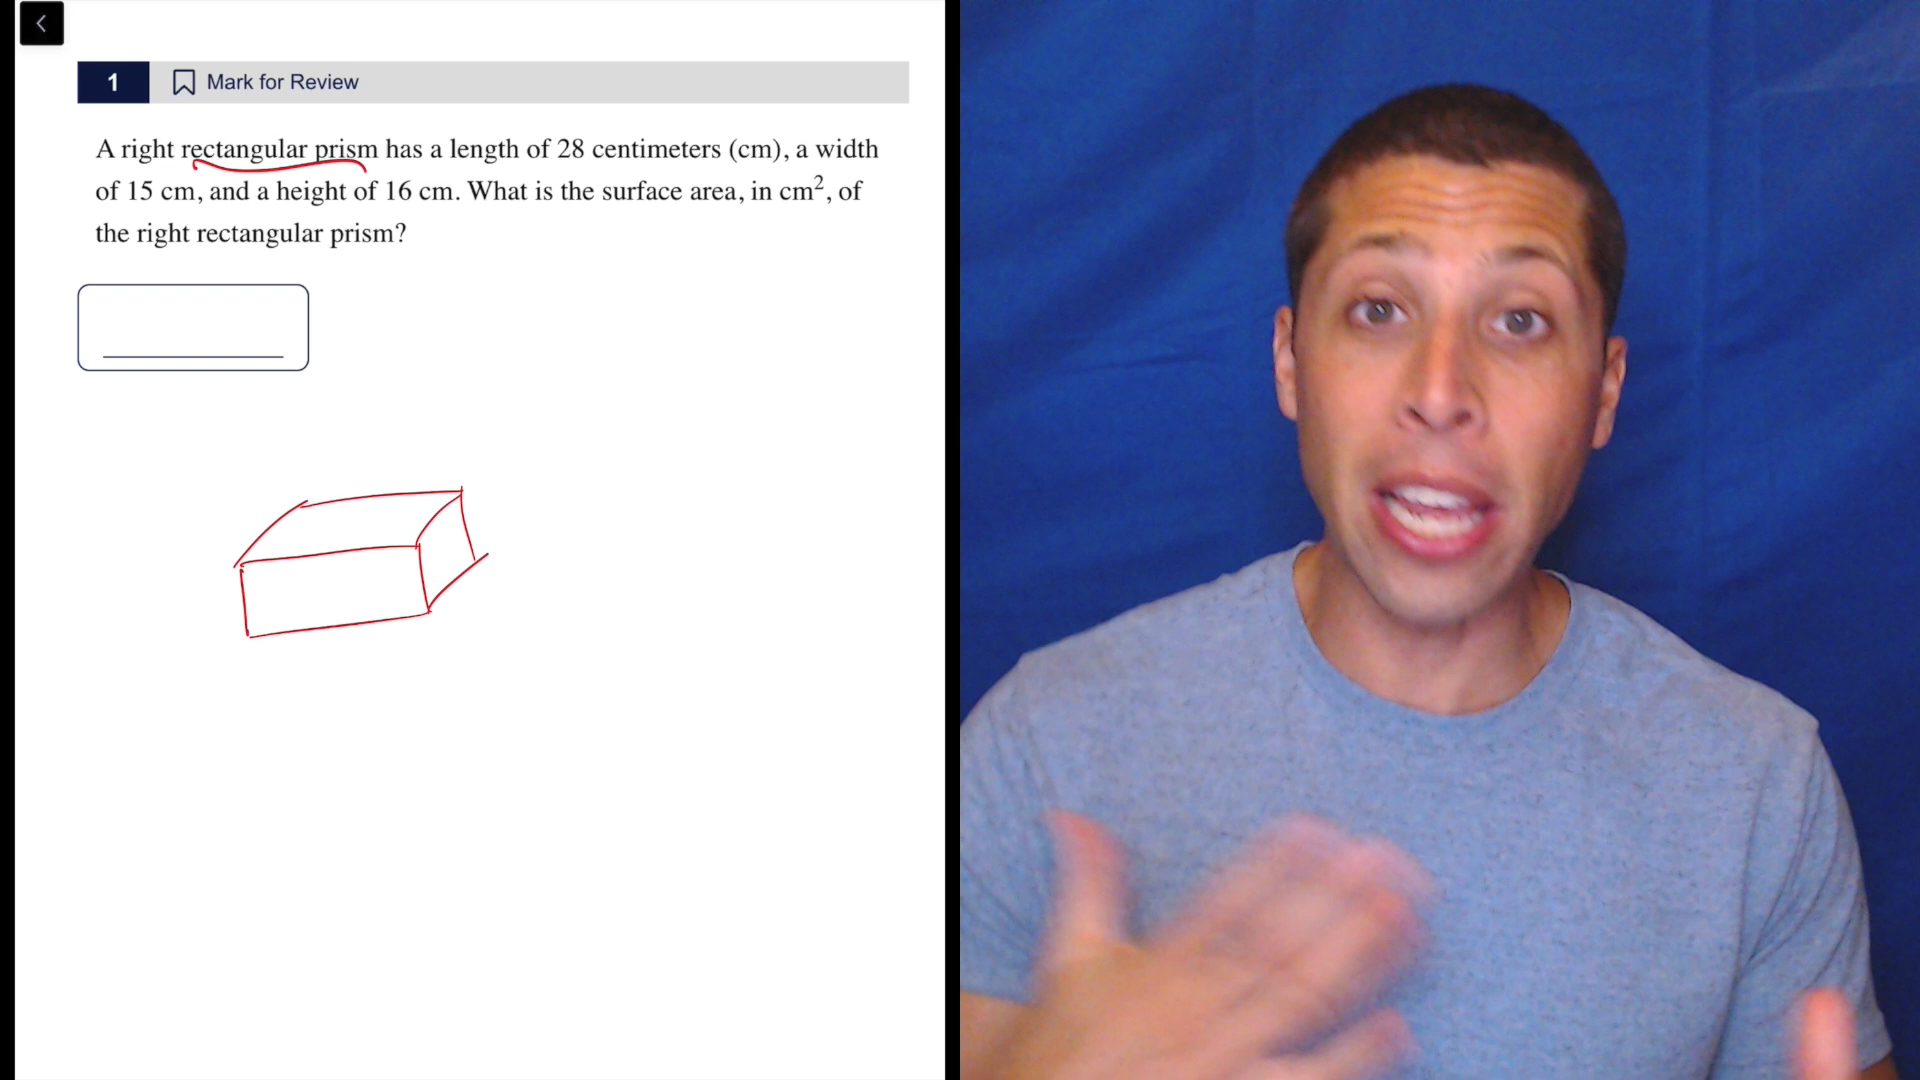 1
Mark for Review
A right rectangular prism has a length of 28 centimeters (cm), a width
of 15 cm, and a height of 16 cm. What is the surface area, in cm², of
the right rectangular prism?